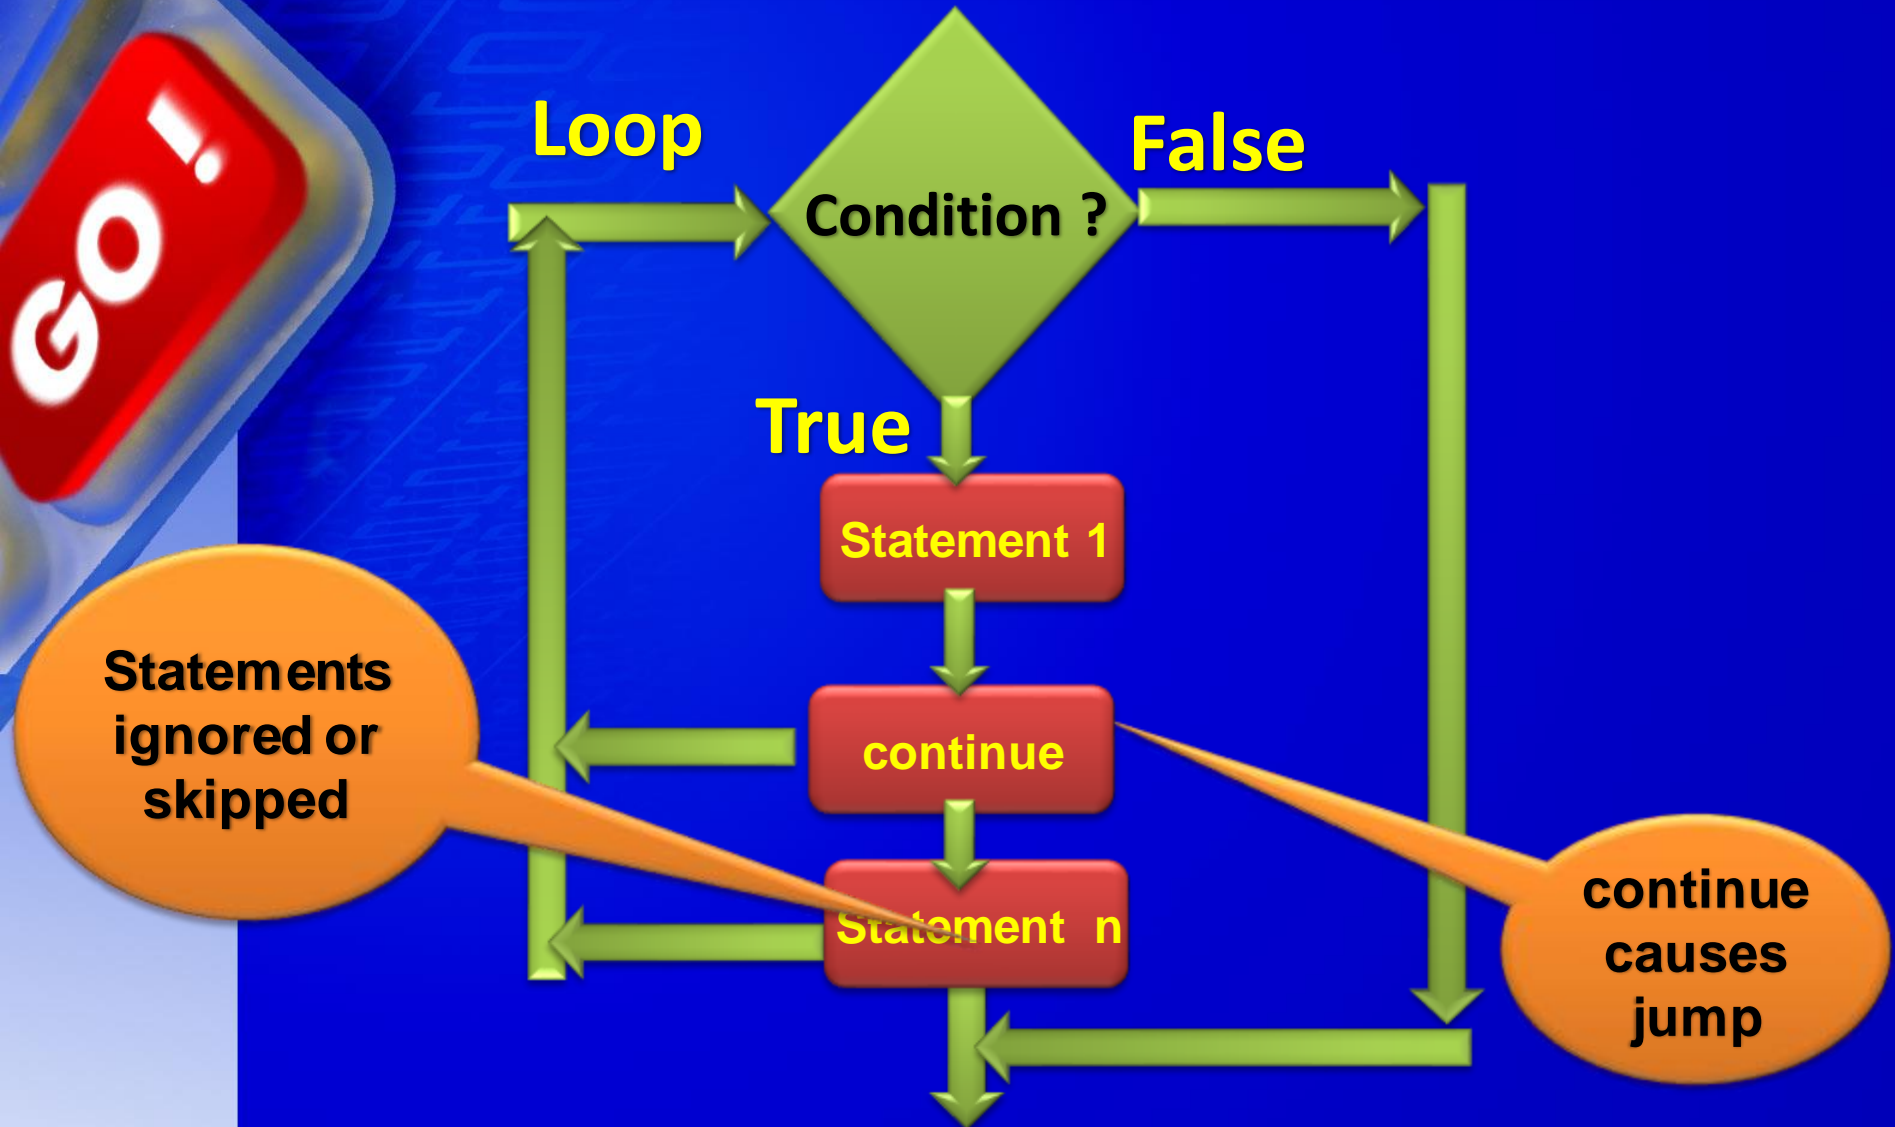 GO !
Loop
False
Condition ?
True
Statement 1
Statements
ignored or
skipped
continue
continue
causes
jump
Statement n